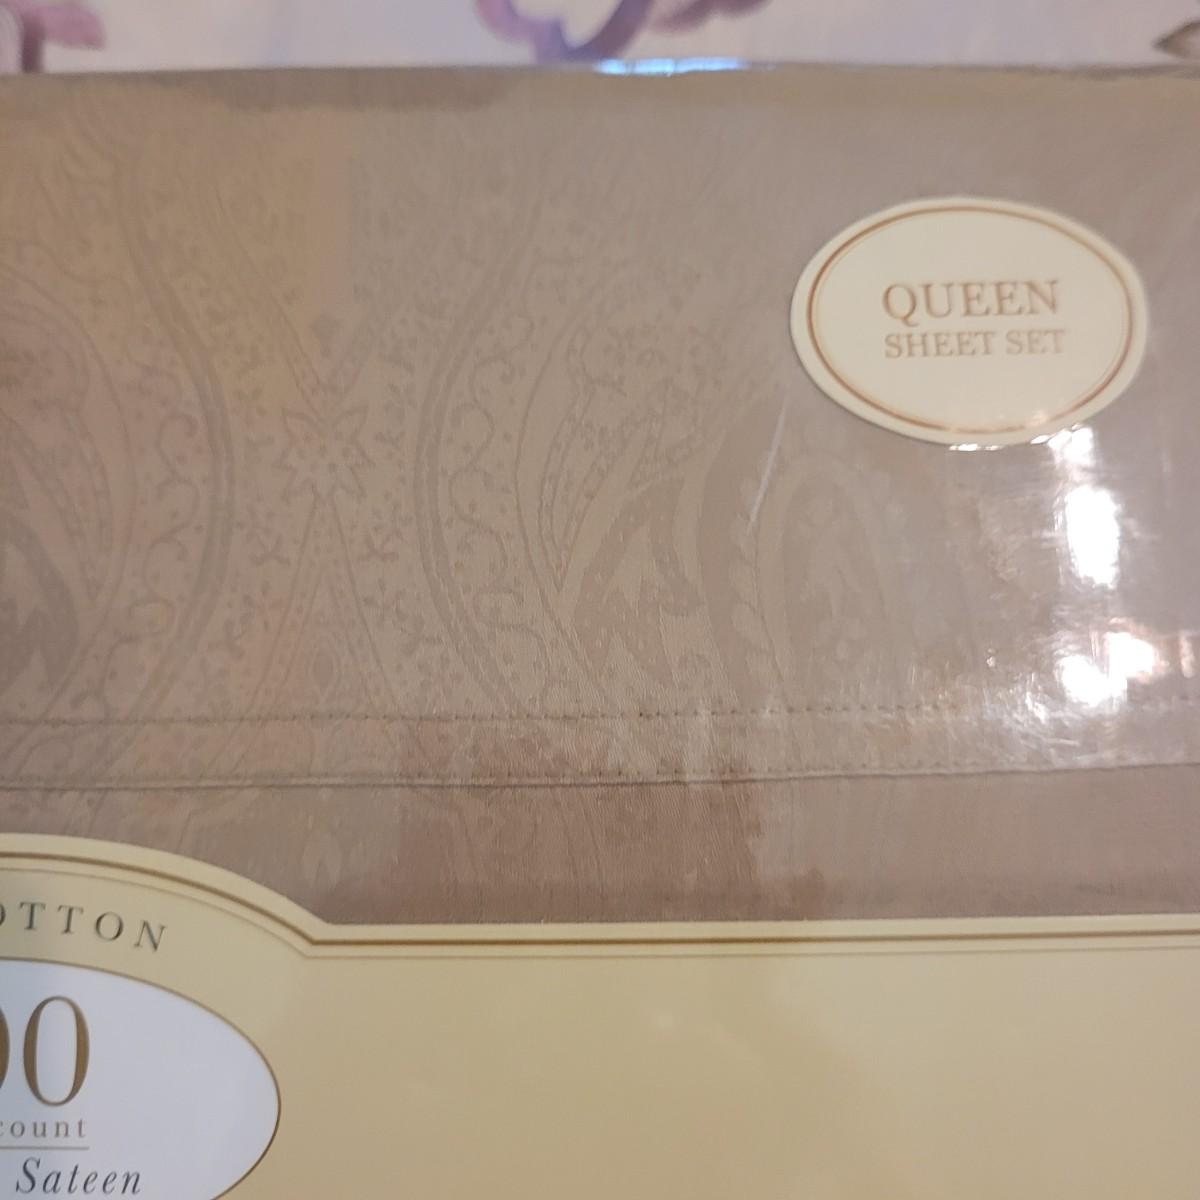 QUEEN
SHEET SET
OTTON
00
count
Sateen